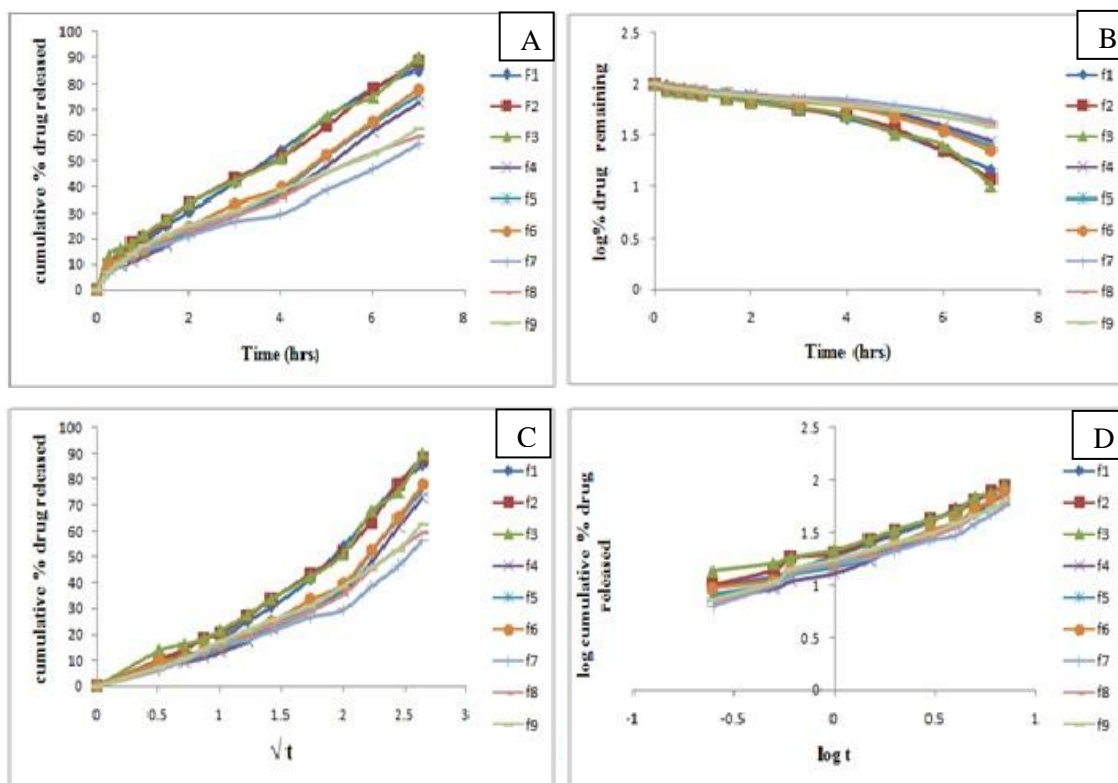 A
cumulative % drug released
100
90
80
70
60
50
40
30
20
10
0
0 2 4 6 8
Time (hrs)
F1
F2
F3
f4
f5
f6
f7
f8
f9
B
log% drug remaining
2.5
2
1.5
1
0.5
0
0 2 4 6 8
Time (hrs)
f1
f2
f3
f4
f5
f6
f7
f8
f9
C
cumulative % drug released
100
90
80
70
60
50
40
30
20
10
0
0 0.5 1 1.5 2 2.5 3
√ t
f1
f2
f3
f4
f5
f6
f7
f8
f9
D
log cumulative % drug
released
2.5
2
1.5
1
0.5
0
-1 -0.5 0 0.5 1
log t
f1
f2
f3
f4
f5
f6
f7
f8
f9